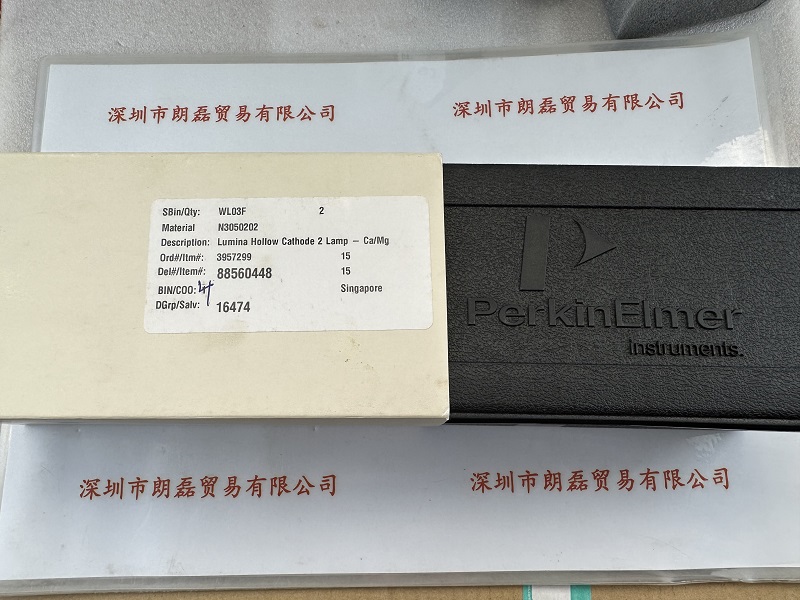 深圳市朗磊贸易有限公司
深圳市朗磊贸易有限公司
SBin/Qty: WL03F 2
Material N3050202
Description: Lumina Hollow Cathode 2 Lamp – Ca/Mg
Ord#/Itm#: 3957299 15
Del#/Item#: 88560448 15
BIN/COO: Singapore
DGrp/Salv: 16474
PerkinElmer
instruments.
深圳市朗磊贸易有限公司
深圳市朗磊贸易有限公司